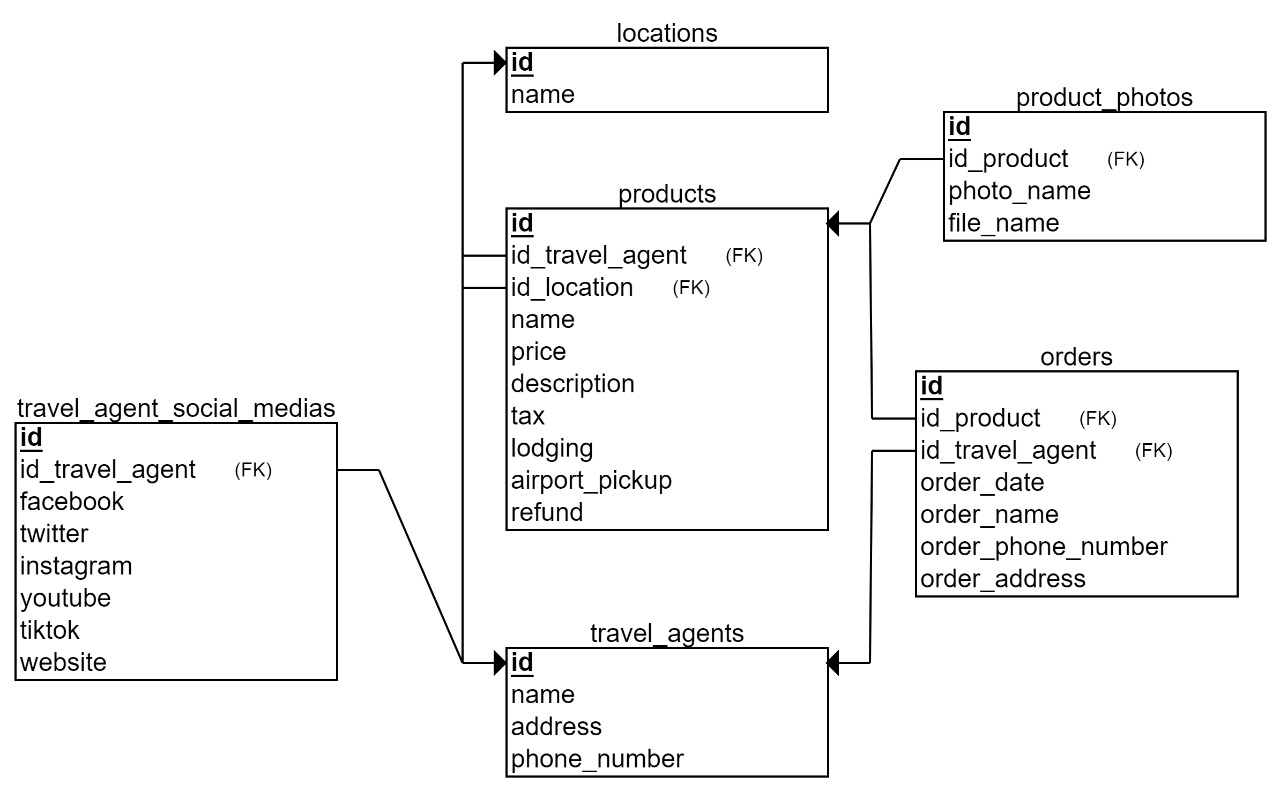 locations
id
name
product_photos
id
id_product (FK)
photo_name
file_name
products
id
id_travel_agent (FK)
id_location (FK)
name
price
description
tax
lodging
airport_pickup
refund
orders
id
id_product (FK)
id_travel_agent (FK)
order_date
order_name
order_phone_number
order_address
travel_agent_social_medias
id
id_travel_agent (FK)
facebook
twitter
instagram
youtube
tiktok
website
travel_agents
id
name
address
phone_number